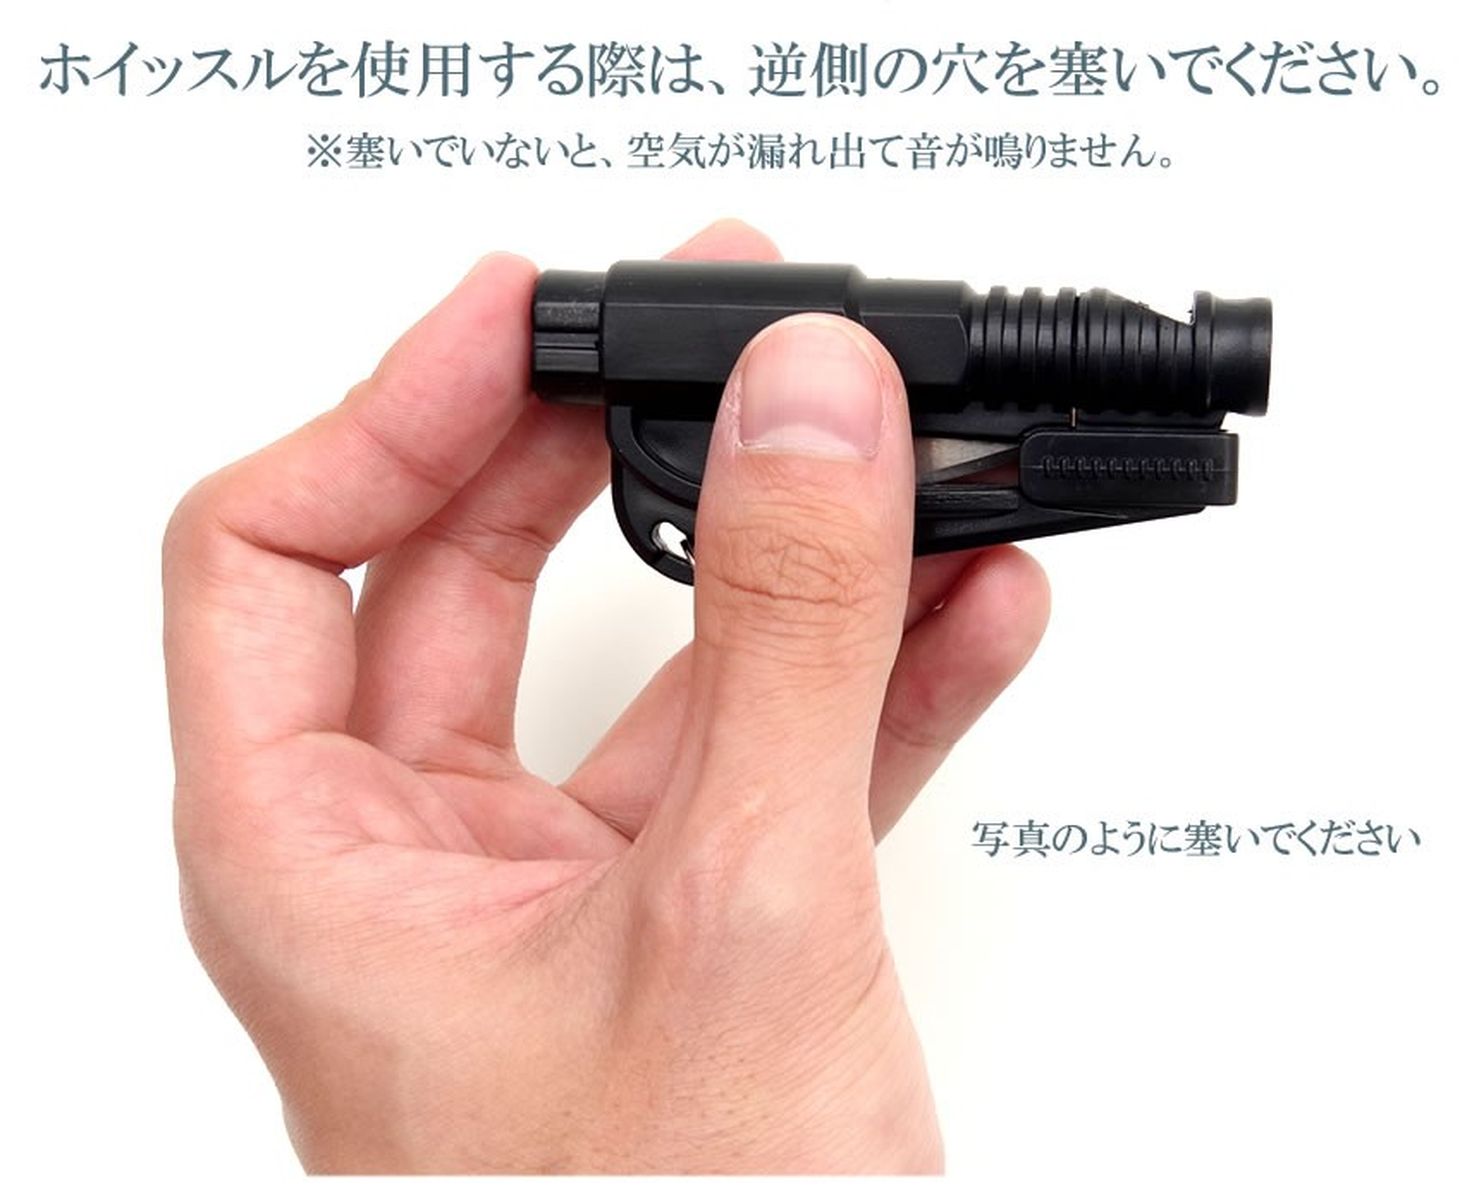 ホイッスルを使用する際は、逆側の穴を塞いでください。
※塞いでいないと、空気が漏れ出て音が鳴りません。
写真のように塞いでください